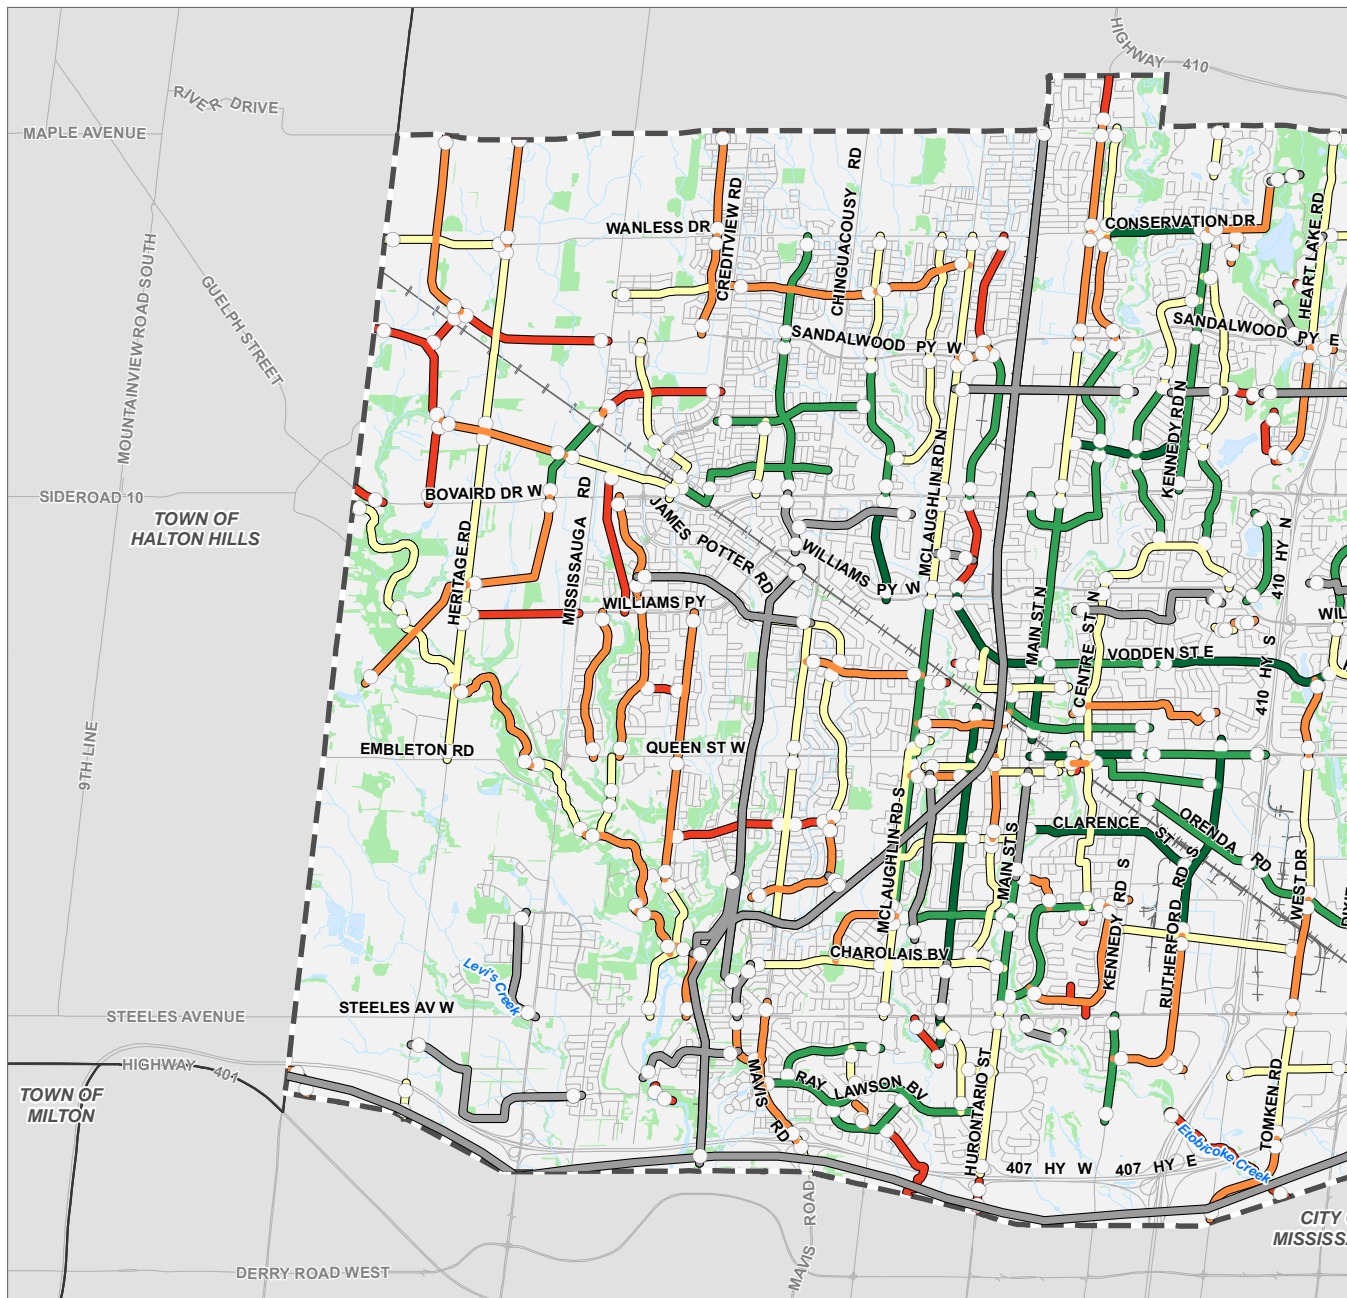 HIGHWAY 410
RIVER DRIVE
MAPLE AVENUE
CHINGUACOUSY RD
CREDITVIEW RD
WANLESS DR
CONSERVATION DR
HEART LAKE RD
MOUNTAINVIEW ROAD SOUTH
GUELPH STREET
SANDALWOOD PY W
SANDALWOOD PY E
KENNEDY RD N
MCLAUGHLIN RD N
SIDEROAD 10
BOVAIRD DR W
TOWN OF
HALTON HILLS
HERITAGE RD
MISSISSAUGA RD
JAMES POTTER RD
WILLIAMS PY W
WILLIAMS PY
410 HY N
MAIN ST N
CENTRE ST N
VODDEN ST E
410 HY S
9TH LINE
EMBLETON RD
QUEEN ST W
MCLAUGHLIN RD S
MAIN ST S
CLARENCE ST
ORENDA RD
WEST DR
KENNEDY RD S
RUTHERFORD RD S
CHAROLAIS BV
Levi's Creek
STEELES AV W
STEELES AVENUE
HIGHWAY 401
TOWN OF
MILTON
MAVIS RD
RAY LAWSON BV
HURONTARIO ST
TOMKEN RD
Etobicoke Creek
407 HY W
407 HY E
MAVIS ROAD
CITY
MISSISSA
DERRY ROAD WEST